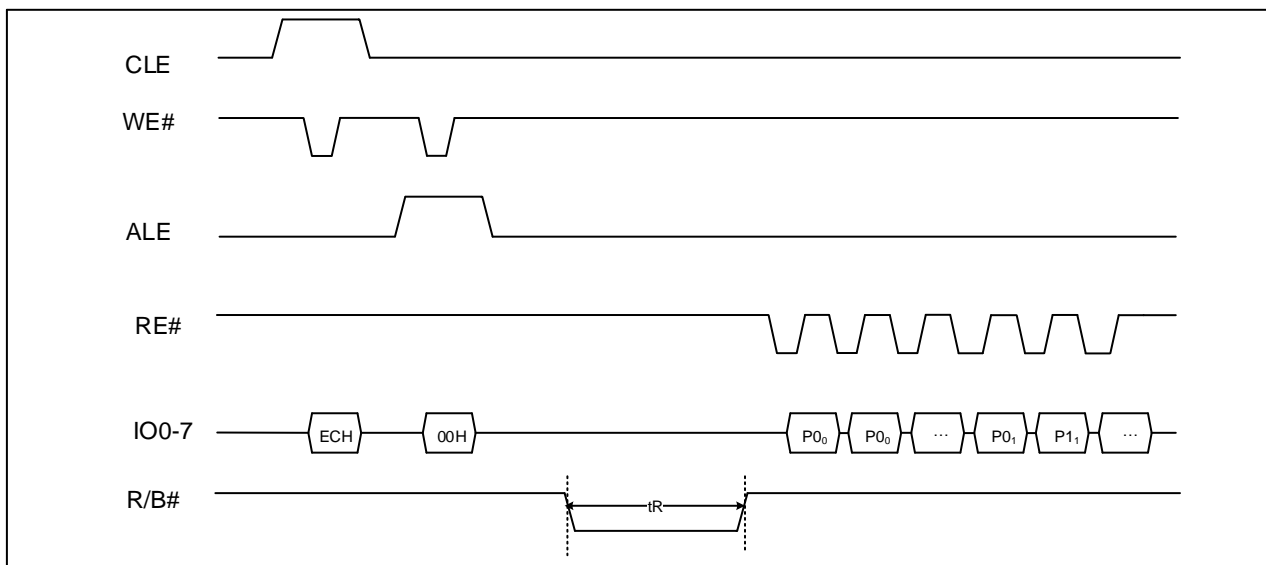 CLE
WE#
ALE
RE#
IO0-7 ECH 00H P0₀ P0₀ ... P0₁ P1₁ ...
R/B# tR